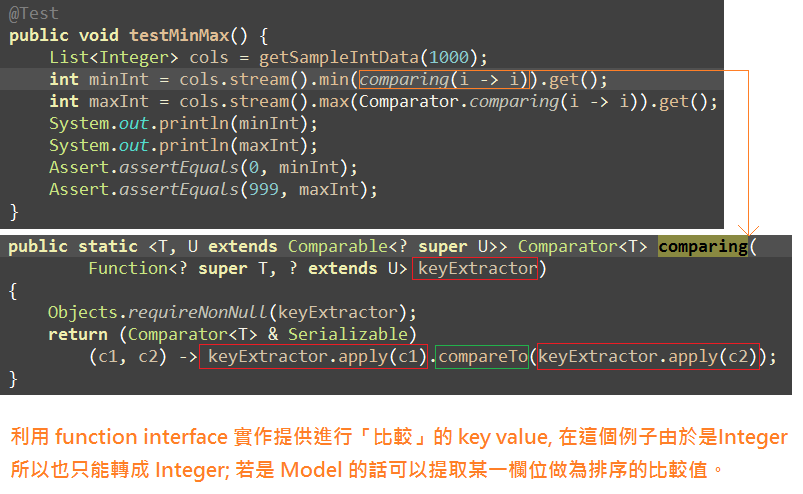 @Test
public void testMinMax() {
    List<Integer> cols = getSampleIntData(1000);
    int minInt = cols.stream().min(comparing(i -> i)).get();
    int maxInt = cols.stream().max(Comparator.comparing(i -> i)).get();
    System.out.println(minInt);
    System.out.println(maxInt);
    Assert.assertEquals(0, minInt);
    Assert.assertEquals(999, maxInt);
}
public static <T, U extends Comparable<? super U>> Comparator<T> comparing(
        Function<? super T, ? extends U> keyExtractor)
{
    Objects.requireNonNull(keyExtractor);
    return (Comparator<T> & Serializable)
        (c1, c2) -> keyExtractor.apply(c1).compareTo(keyExtractor.apply(c2));
}
利用 function interface 實作提供進行「比較」的 key value, 在這個例子由於是Integer
所以也只能轉成 Integer; 若是 Model 的話可以提取某一欄位做為排序的比較值。